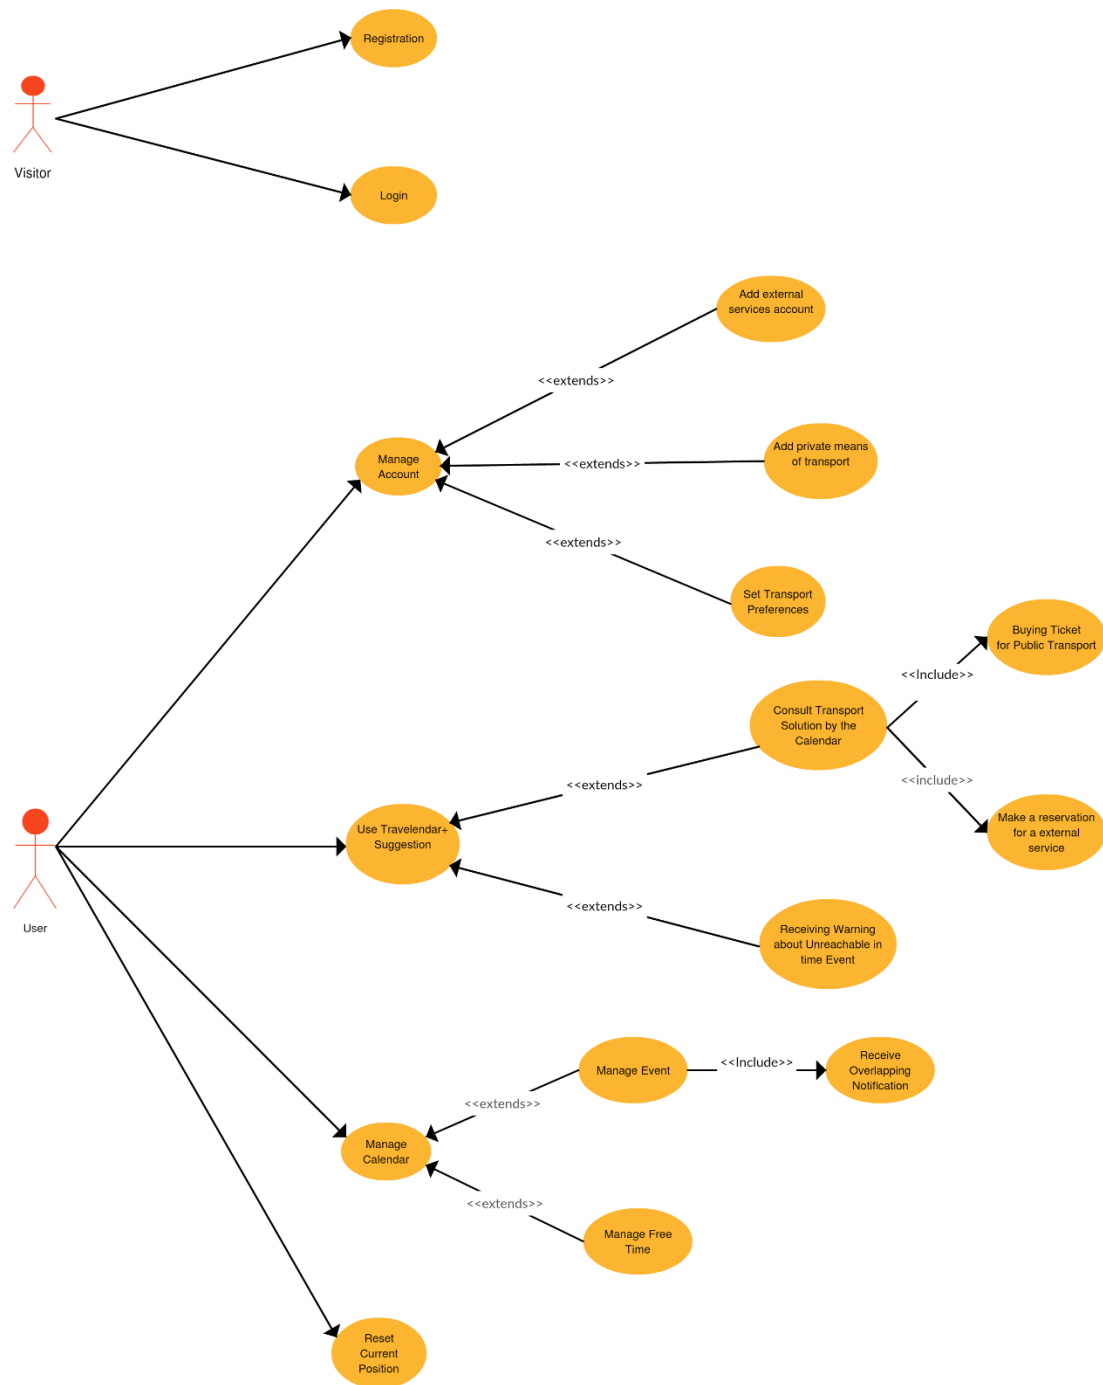 Registration
Visitor
Login
Add external
services account
<<extends>>
Manage
Account
<<extends>>
Add private means
of transport
<<extends>>
Set Transport
Preferences
Buying Ticket
for Public Transport
<<Include>>
Consult Transport
Solution by the
Calendar
<<extends>>
<<include>>
Make a reservation
for a external
service
Use Travelendar+
Suggestion
User
<<extends>>
Receiving Warning
about Unreachable in
time Event
Manage Event
<<Include>>
Receive
Overlapping
Notification
<<extends>>
Manage
Calendar
<<extends>>
Manage Free
Time
Reset
Current
Position